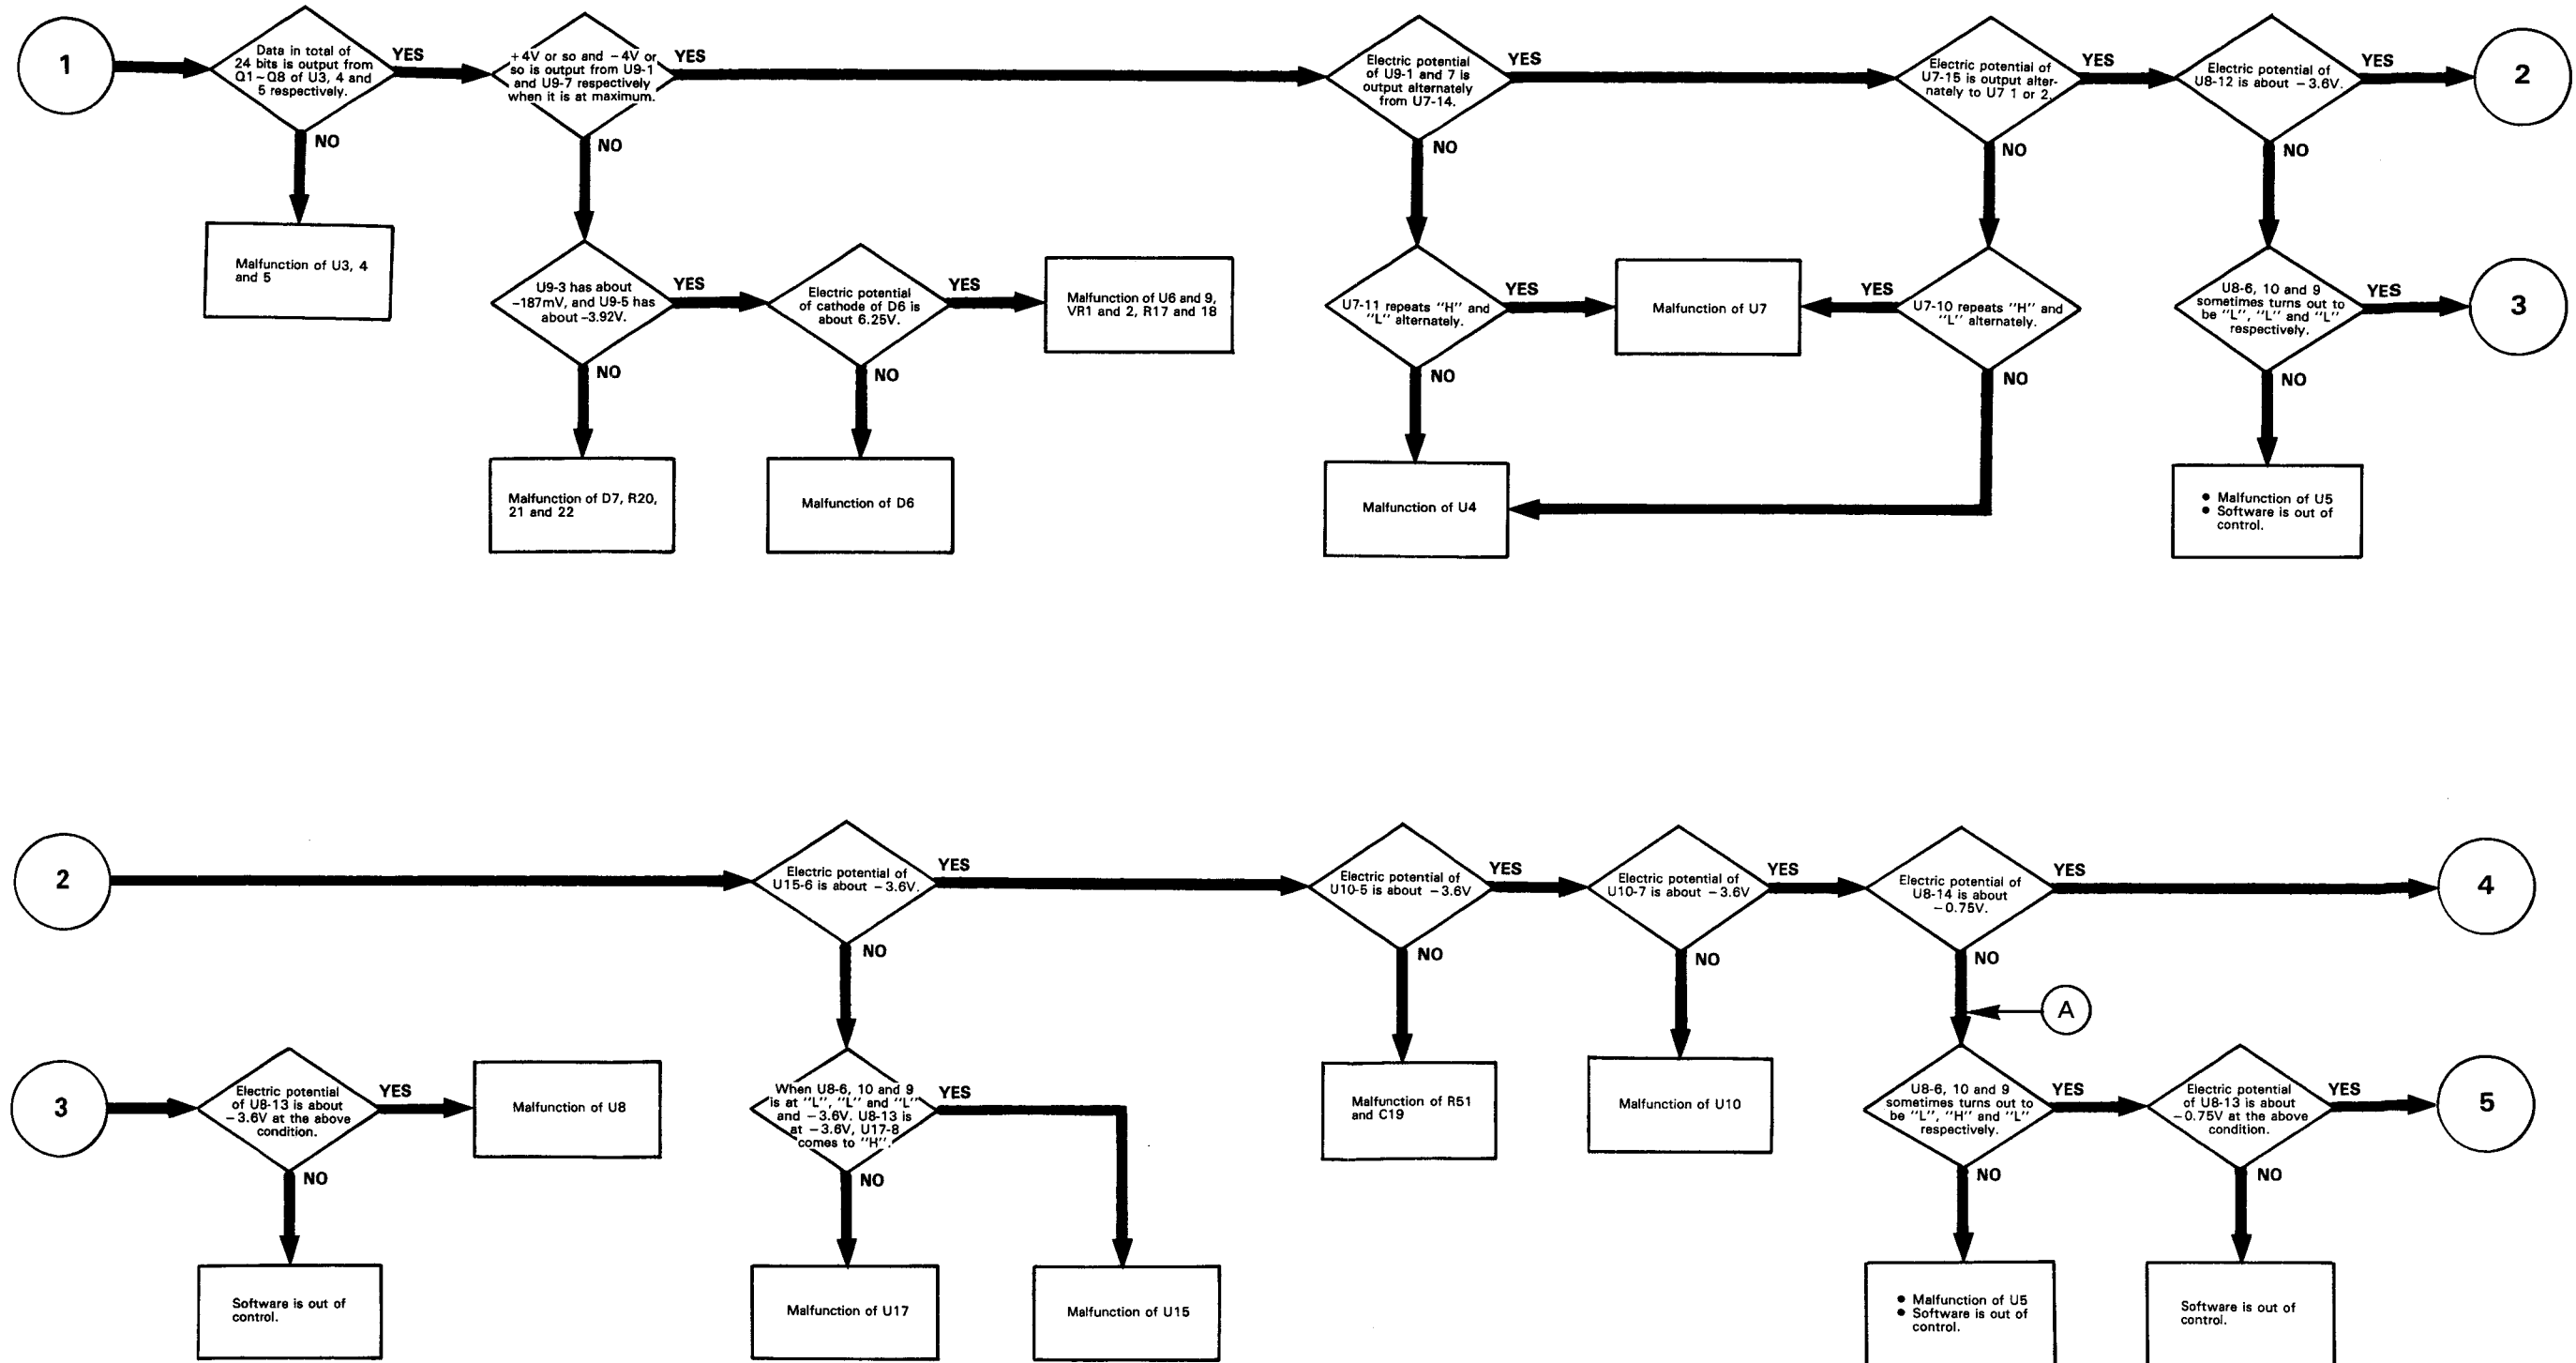 1
Data in total of
24 bits is output from
Q1~Q8 of U3, 4 and
5 respectively.
YES
NO
Malfunction of U3, 4
and 5
+4V or so and −4V or
so is output from U9-1
and U9-7 respectively
when it is at maximum.
YES
NO
U9-3 has about
-187mV, and U9-5 has
about -3.92V.
YES
NO
Malfunction of D7, R20,
21 and 22
Electric potential
of cathode of D6 is
about 6.25V.
YES
NO
Malfunction of D6
Malfunction of U6 and 9,
VR1 and 2, R17 and 18
Electric potential
of U9-1 and 7 is
output alternately
from U7-14.
YES
NO
U7-11 repeats "H" and
"L" alternately.
YES
NO
Malfunction of U4
Malfunction of U7
Electric potential of
U7-15 is output alter-
nately to U7 1 or 2.
YES
NO
U7-10 repeats "H" and
"L" alternately.
YES
NO
Electric potential of
U8-12 is about −3.6V.
YES
NO
2
U8-6, 10 and 9
sometimes turns out to
be "L", "L" and "L"
respectively.
YES
NO
3
• Malfunction of U5
• Software is out of
control.
2
Electric potential of
U15-6 is about −3.6V.
YES
NO
When U8-6, 10 and 9
is at "L", "L" and "L"
and −3.6V. U8-13 is
at −3.6V, U17-8
comes to "H".
YES
NO
Malfunction of U17
Malfunction of U15
Electric potential of
U10-5 is about −3.6V
YES
NO
Malfunction of R51
and C19
Electric potential of
U10-7 is about −3.6V
YES
NO
Malfunction of U10
Electric potential of
U8-14 is about
−0.75V.
YES
NO
4
A
U8-6, 10 and 9
sometimes turns out to
be "L", "H" and "L"
respectively.
YES
NO
• Malfunction of U5
• Software is out of
control.
Electric potential
of U8-13 is about
−0.75V at the above
condition.
YES
NO
5
Software is out of
control.
3
Electric potential
of U8-13 is about
−3.6V at the above
condition.
YES
NO
Malfunction of U8
Software is out of
control.